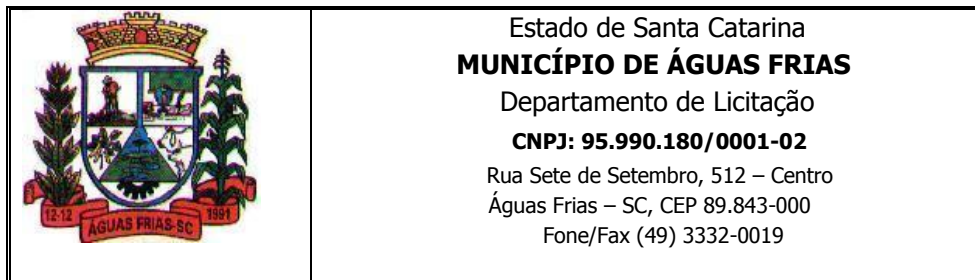 Estado de Santa Catarina
MUNICÍPIO DE ÁGUAS FRIAS
Departamento de Licitação
CNPJ: 95.990.180/0001-02
Rua Sete de Setembro, 512 – Centro
Águas Frias – SC, CEP 89.843-000
Fone/Fax (49) 3332-0019
12-12
ÁGUAS FRIAS-SC
1991